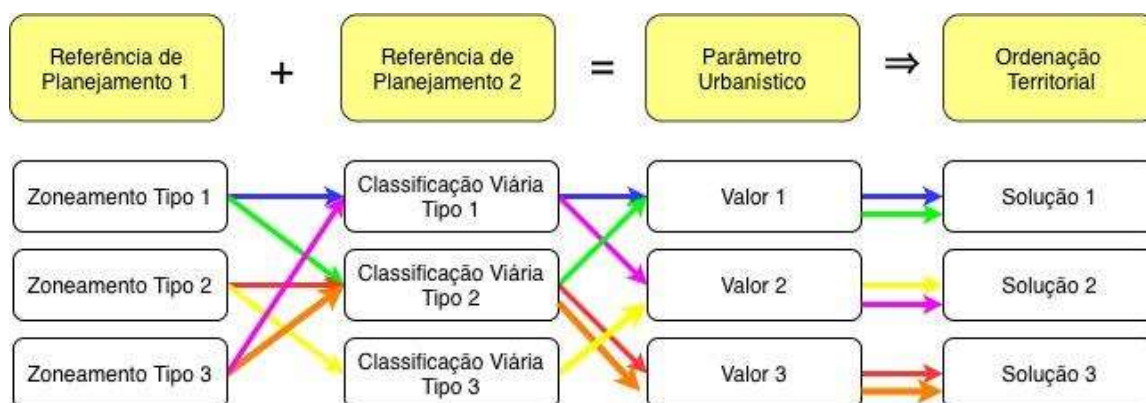 Referência de
Planejamento 1
+
Referência de
Planejamento 2
=
Parâmetro
Urbanístico
⇒
Ordenação
Territorial
Zoneamento Tipo 1
Classificação Viária
Tipo 1
Valor 1
Solução 1
Zoneamento Tipo 2
Classificação Viária
Tipo 2
Valor 2
Solução 2
Zoneamento Tipo 3
Classificação Viária
Tipo 3
Valor 3
Solução 3